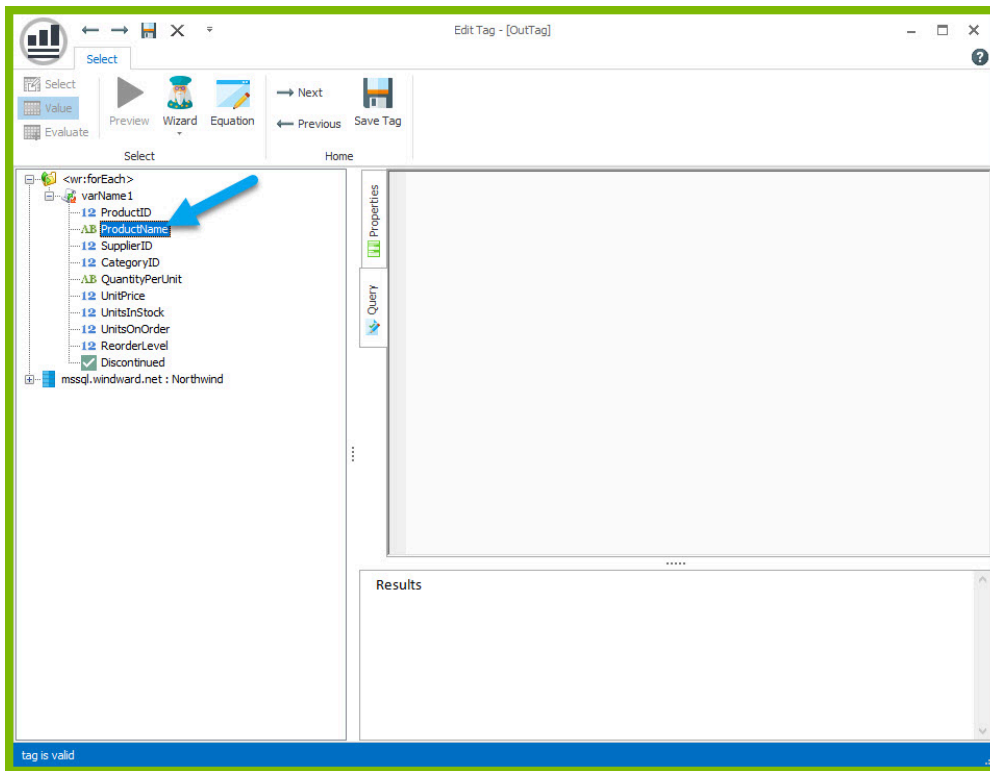 Edit Tag - [OutTag]
Select
Select
Value
Evaluate
Preview
Wizard
Equation
Next
Previous
Save Tag
Select
Home
<wr:forEach>
varName1
12 ProductID
AB ProductName
12 SupplierID
12 CategoryID
AB QuantityPerUnit
12 UnitPrice
12 UnitsInStock
12 UnitsOnOrder
12 ReorderLevel
Discontinued
mssql.windward.net : Northwind
Properties
Query
Results
tag is valid